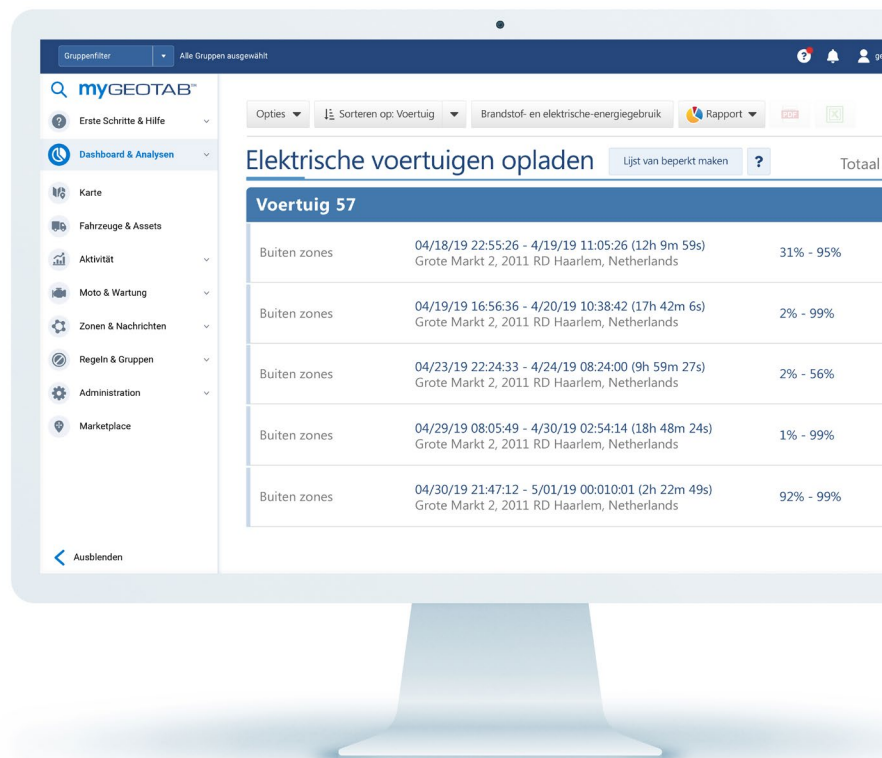 Gruppenfilter
Alle Gruppen ausgewählt
?
ge
myGEOTAB™
? Erste Schritte & Hilfe
Dashboard & Analysen
Karte
Fahrzeuge & Assets
Aktivität
Moto & Wartung
Zonen & Nachrichten
Regeln & Gruppen
Administration
Marketplace
Ausblenden
Opties
Sorteren op: Voertuig
Brandstof- en elektrische-energiegebruik
Rapport
PDF
X
Elektrische voertuigen opladen
Lijst van beperkt maken
?
Totaal
Voertuig 57
Buiten zones
04/18/19 22:55:26 - 4/19/19 11:05:26 (12h 9m 59s)
Grote Markt 2, 2011 RD Haarlem, Netherlands
31% - 95%
Buiten zones
04/19/19 16:56:36 - 4/20/19 10:38:42 (17h 42m 6s)
Grote Markt 2, 2011 RD Haarlem, Netherlands
2% - 99%
Buiten zones
04/23/19 22:24:33 - 4/24/19 08:24:00 (9h 59m 27s)
Grote Markt 2, 2011 RD Haarlem, Netherlands
2% - 56%
Buiten zones
04/29/19 08:05:49 - 4/30/19 02:54:14 (18h 48m 24s)
Grote Markt 2, 2011 RD Haarlem, Netherlands
1% - 99%
Buiten zones
04/30/19 21:47:12 - 5/01/19 00:010:01 (2h 22m 49s)
Grote Markt 2, 2011 RD Haarlem, Netherlands
92% - 99%